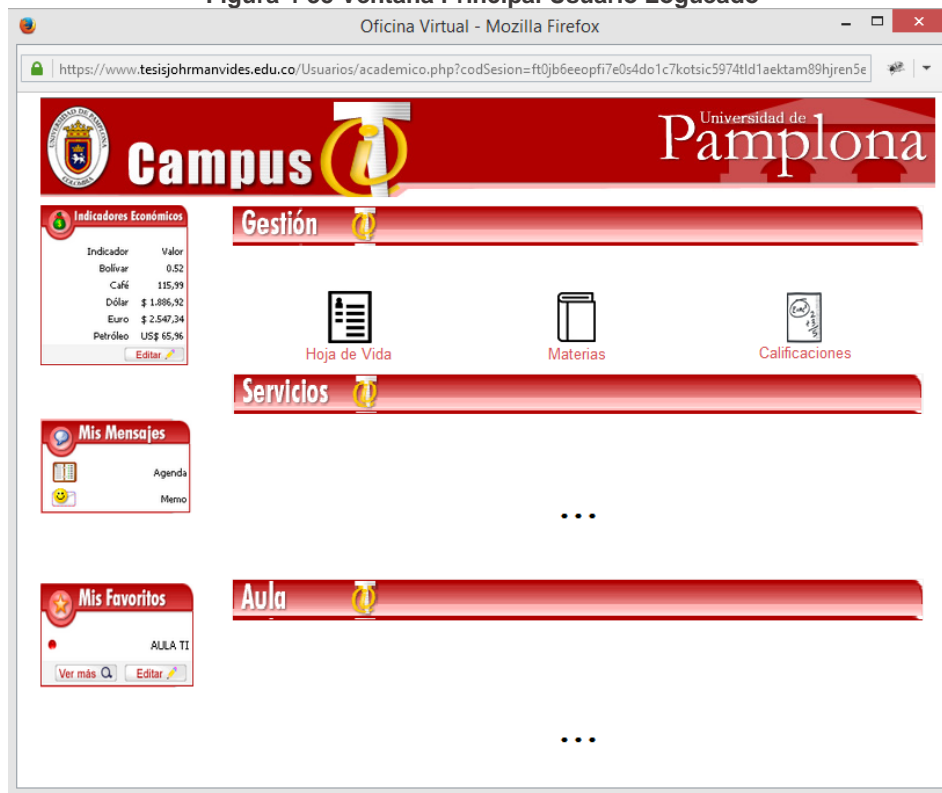 Oficina Virtual - Mozilla Firefox
https://www.tesisjohrmanvides.edu.co/Usuarios/academico.php?codSesion=ft0jb6eeopfi7e0s4do1c7kotsic5974tld1aektam89hjren5e
Campus
Universidad de
Pamplona
Indicadores Económicos
Indicador Valor
Bolívar 0.52
Café 115,99
Dólar $ 1.886,92
Euro $ 2.547,34
Petróleo US$ 65,96
Editar
Gestión
Hoja de Vida
Materias
Calificaciones
Servicios
Mis Mensajes
Agenda
Memo
...
Mis Favoritos
AULA TI
Ver más
Editar
Aula
...